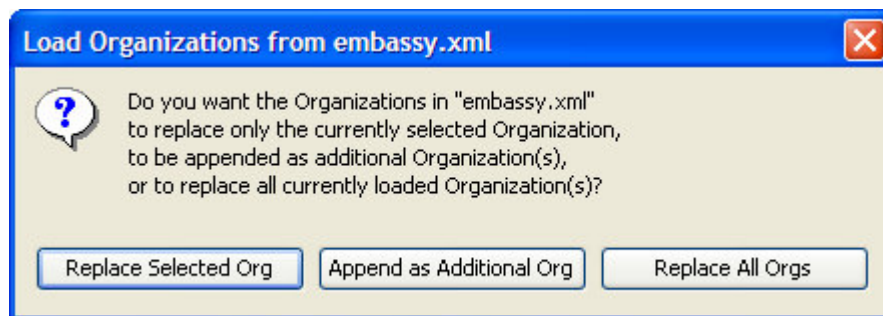 Load Organizations from embassy.xml
Do you want the Organizations in "embassy.xml"
to replace only the currently selected Organization,
to be appended as additional Organization(s),
or to replace all currently loaded Organization(s)?
Replace Selected Org Append as Additional Org Replace All Orgs